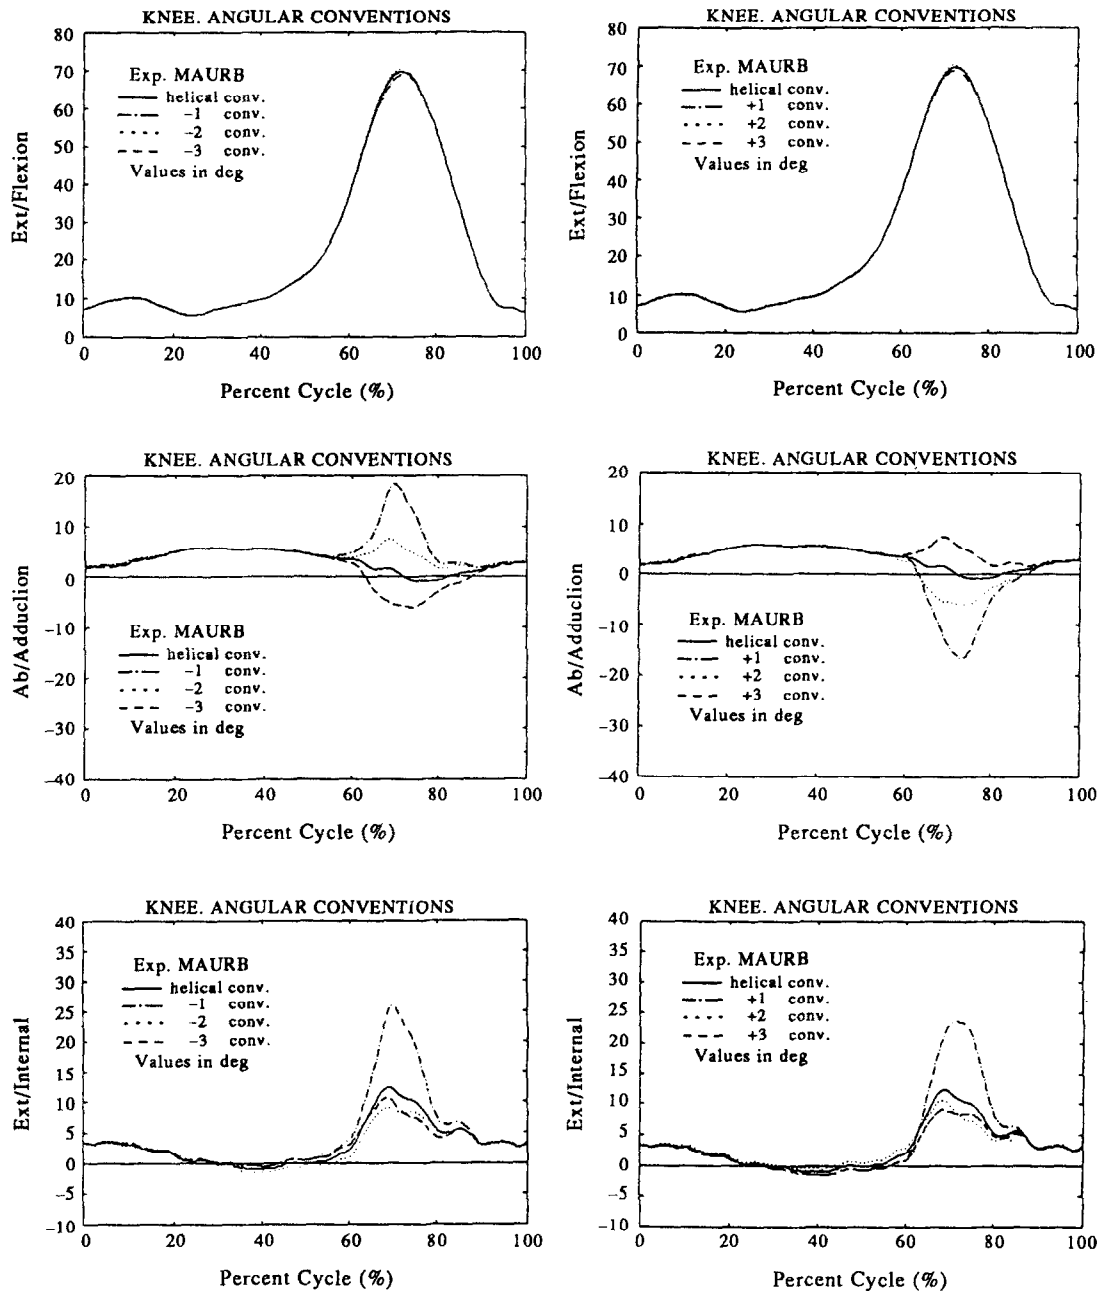 KNEE. ANGULAR CONVENTIONS
80
70
60
50
40
30
20
10
0
Exp. MAURB
helical conv.
−1 conv.
−2 conv.
−3 conv.
Values in deg
Ext/Flexion
0 20 40 60 80 100
Percent Cycle (%)
KNEE. ANGULAR CONVENTIONS
80
70
60
50
40
30
20
10
0
Exp. MAURB
helical conv.
+1 conv.
+2 conv.
+3 conv.
Values in deg
Ext/Flexion
0 20 40 60 80 100
Percent Cycle (%)
KNEE. ANGULAR CONVENTIONS
20
10
0
−10
−20
−30
−40
Exp. MAURB
helical conv.
−1 conv.
−2 conv.
−3 conv.
Values in deg
Ab/Adduclion
0 20 40 60 80 100
Percent Cycle (%)
KNEE. ANGULAR CONVENTIONS
20
10
0
−10
−20
−30
−40
Exp. MAURB
helical conv.
+1 conv.
+2 conv.
+3 conv.
Values in deg
Ab/Adduclion
0 20 40 60 80 100
Percent Cycle (%)
KNEE. ANGULAR CONVENTIONS
40
35
30
25
20
15
10
5
0
−5
−10
Exp. MAURB
helical conv.
−1 conv.
−2 conv.
−3 conv.
Values in deg
Ext/Internal
0 20 40 60 80 100
Percent Cycle (%)
KNEE. ANGULAR CONVENTIONS
40
35
30
25
20
15
10
5
0
−5
−10
Exp. MAURB
helical conv.
+1 conv.
+2 conv.
+3 conv.
Values in deg
Ext/Internal
0 20 40 60 80 100
Percent Cycle (%)